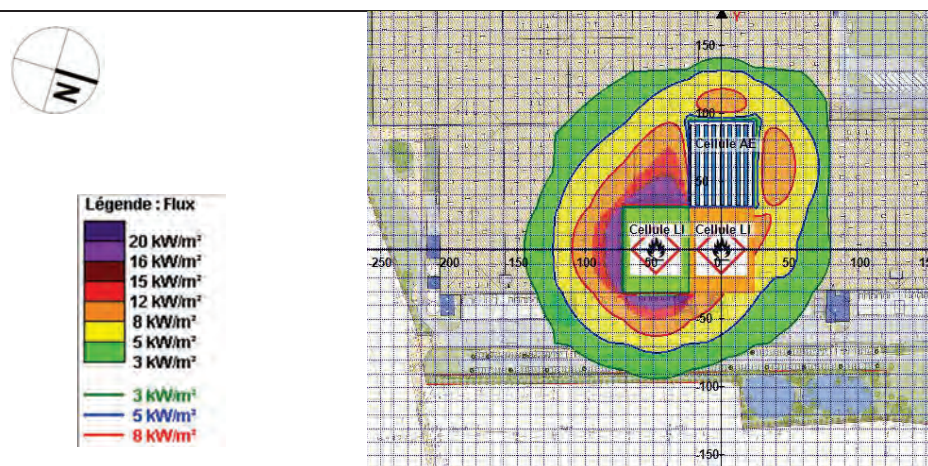 N
Légende : Flux
20 kW/m²
16 kW/m²
15 kW/m²
12 kW/m²
8 kW/m²
5 kW/m²
3 kW/m²
3 kW/m²
5 kW/m²
8 kW/m²
Y
150
100
Cellule AE
50
Cellule LI
Cellule LI
250
-200
-150
-100
-50
0
50
100
-50
-100
-150